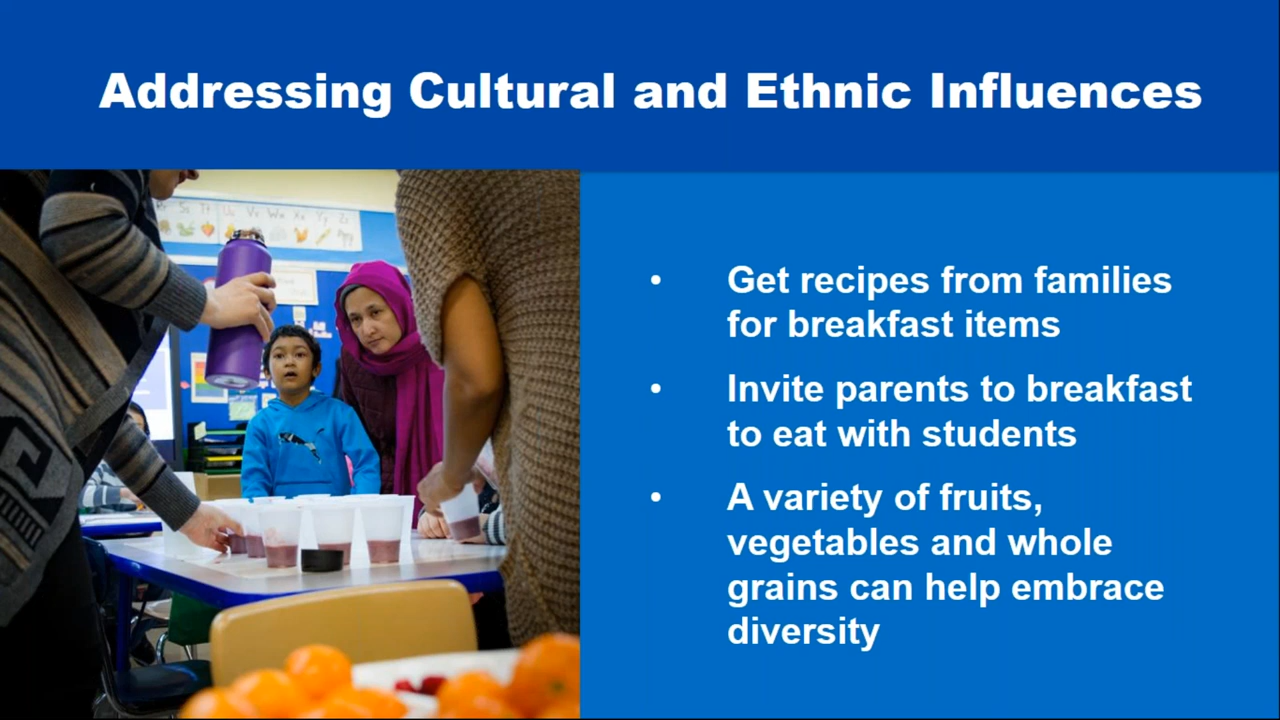 Addressing Cultural and Ethnic Influences
• Get recipes from families
for breakfast items
• Invite parents to breakfast
to eat with students
• A variety of fruits,
vegetables and whole
grains can help embrace
diversity